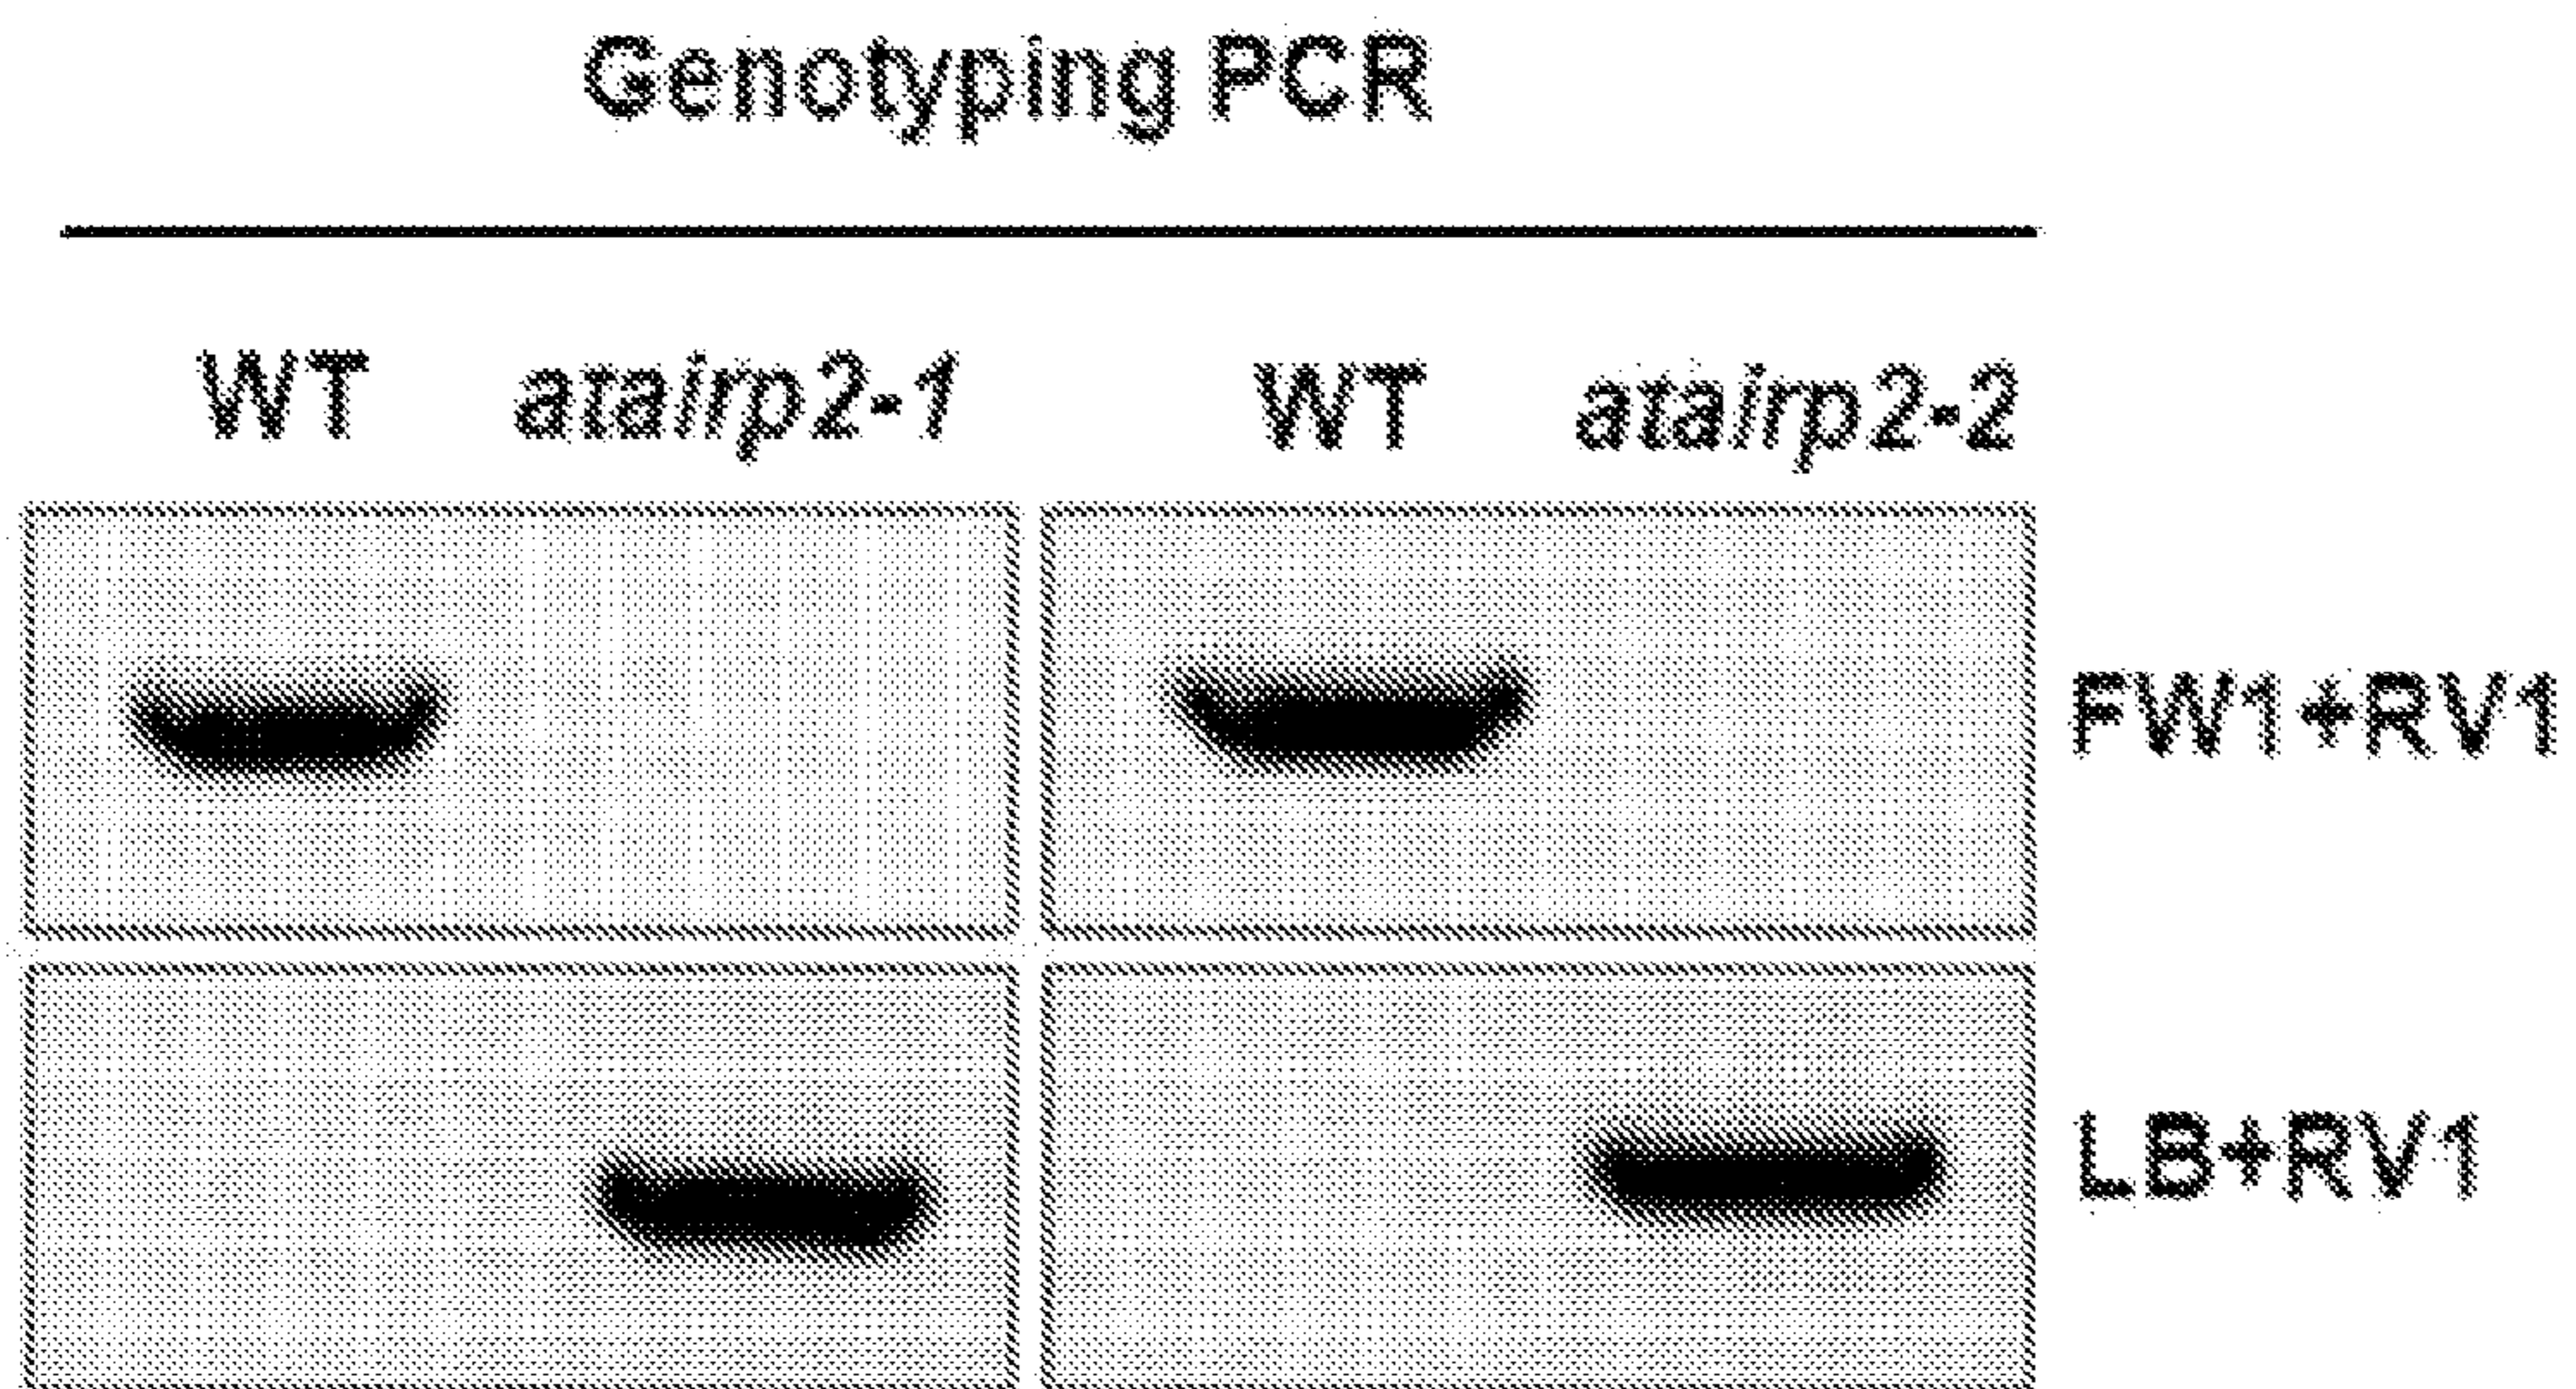 Genotyping PCR
WT atairp2-1 WT atairp2-2
FW1+RV1
LB+RV1